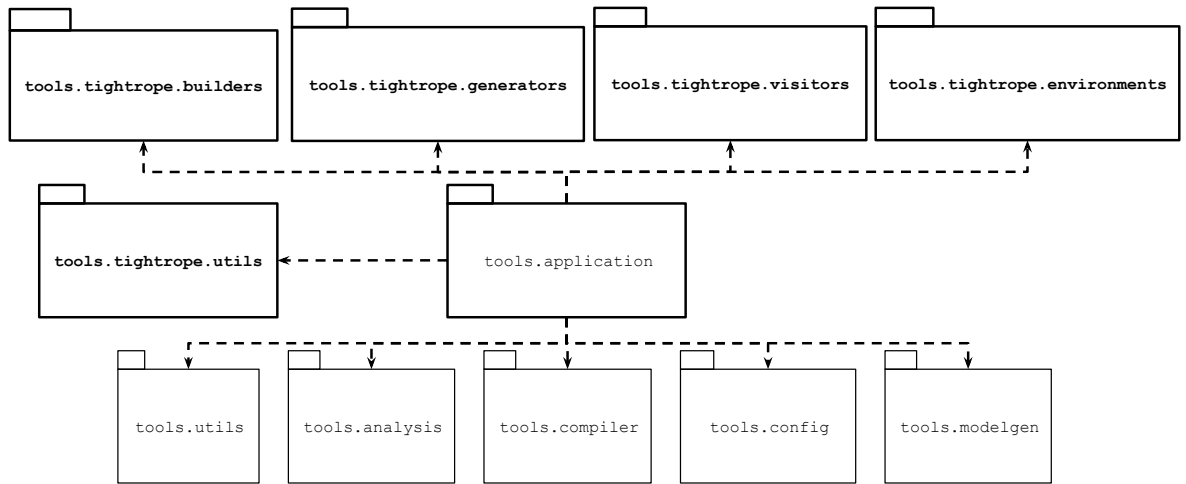 tools.tightrope.builders
tools.tightrope.generators
tools.tightrope.visitors
tools.tightrope.environments
tools.tightrope.utils
tools.application
tools.utils
tools.analysis
tools.compiler
tools.config
tools.modelgen